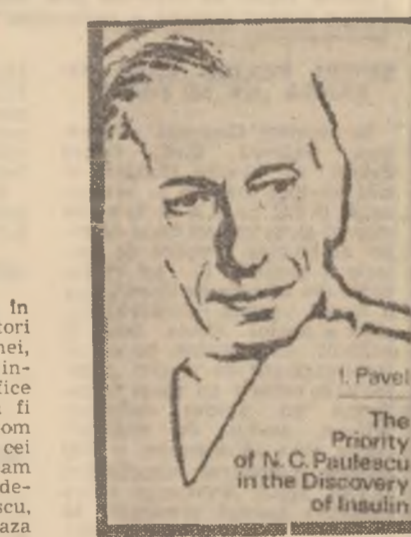 în
tori
nei,
in-
fice
fi
om
cei
am
de-
scu,
aza
I. Pavel
The
Priority
of N. C. Paulescu
in the Discovery
of Insulin